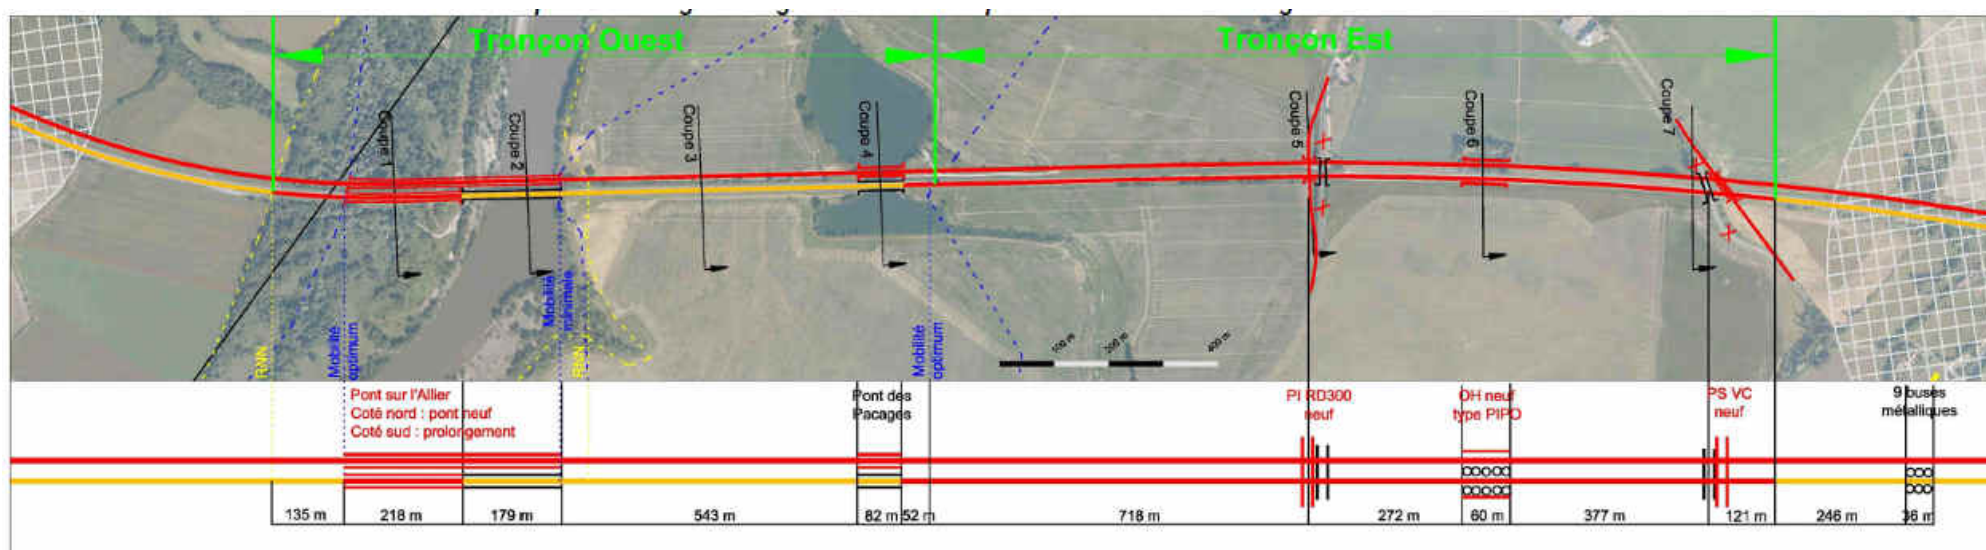 Tronçon Ouest
Tronçon Est
Coupe 1
Coupe 2
Coupe 3
Coupe 4
Coupe 5
Coupe 6
Coupe 7
RNN
Mobilité
optimum
Mobilité
minimale
RNN
Mobilité
optimum
100 m
200 m
400 m
Pont sur l'Allier
Coté nord : pont neuf
Coté sud : prolongement
Pont des
Pacages
PI RD300
neuf
OH neuf
type PIPO
PS VC
neuf
9 buses
métalliques
135 m
218 m
179 m
543 m
82 m
52 m
718 m
272 m
60 m
377 m
121 m
246 m
36 m